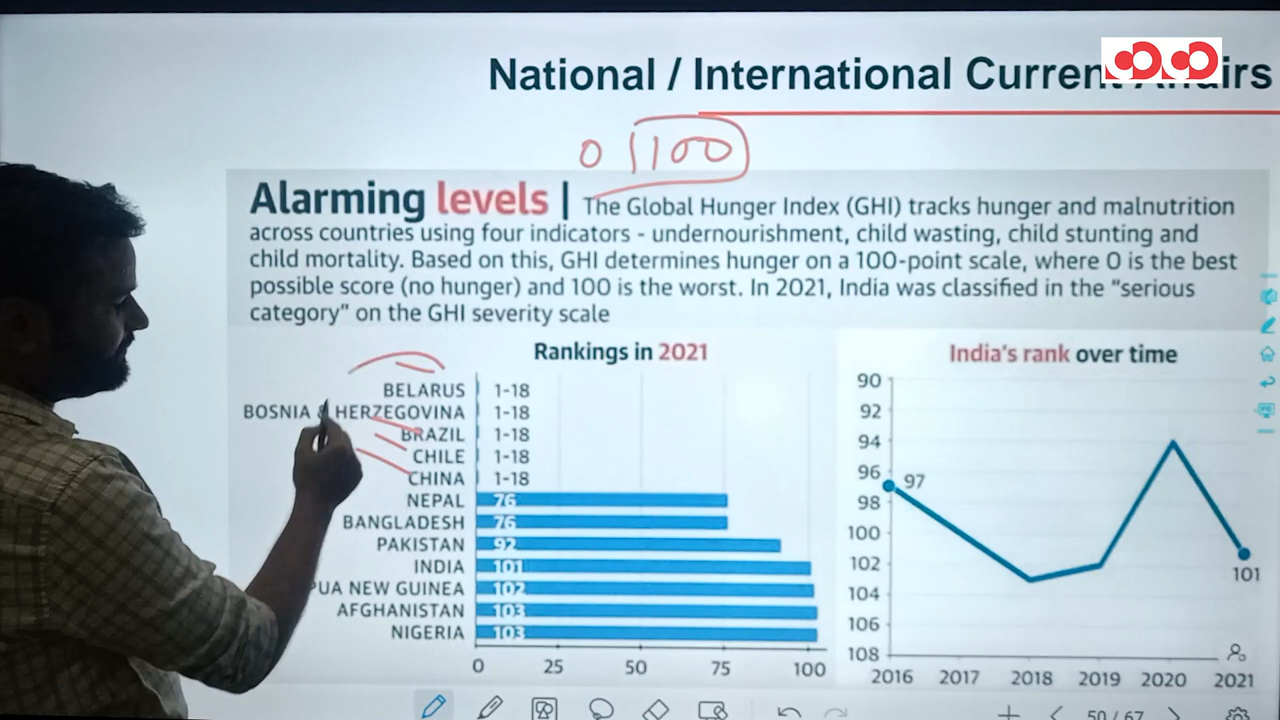 National / International Current Affairs
0 100
Alarming levels | The Global Hunger Index (GHI) tracks hunger and malnutrition
across countries using four indicators - undernourishment, child wasting, child stunting and
child mortality. Based on this, GHI determines hunger on a 100-point scale, where 0 is the best
possible score (no hunger) and 100 is the worst. In 2021, India was classified in the “serious
category” on the GHI severity scale
Rankings in 2021
BELARUS 1-18
BOSNIA & HERZEGOVINA 1-18
BRAZIL 1-18
CHILE 1-18
CHINA 1-18
NEPAL 76
BANGLADESH 76
PAKISTAN 92
INDIA 101
PUA NEW GUINEA 102
AFGHANISTAN 103
NIGERIA 103
0 25 50 75 100
India's rank over time
90
92
94
96
97
98
100
102
101
104
106
108
2016 2017 2018 2019 2020 2021
50 / 67